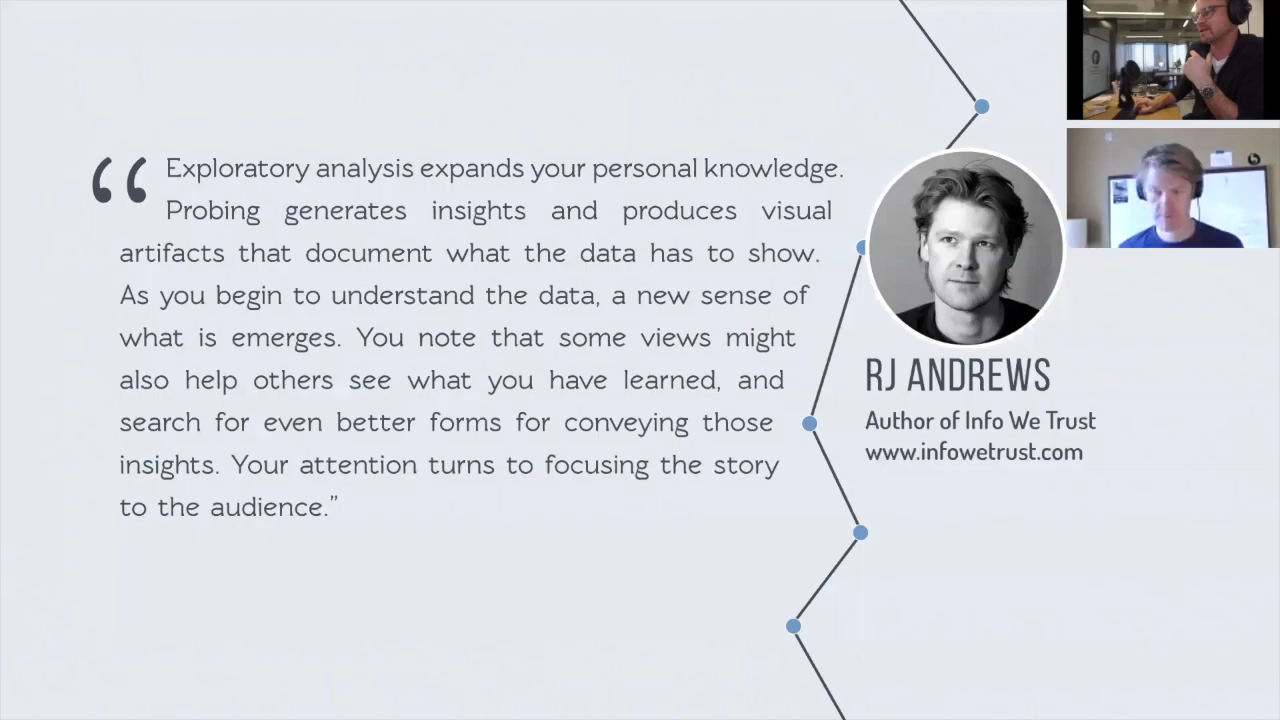 “ Exploratory analysis expands your personal knowledge.
Probing generates insights and produces visual
artifacts that document what the data has to show.
As you begin to understand the data, a new sense of
what is emerges. You note that some views might
also help others see what you have learned, and
search for even better forms for conveying those
insights. Your attention turns to focusing the story
to the audience.”
RJ ANDREWS
Author of Info We Trust
www.infowetrust.com